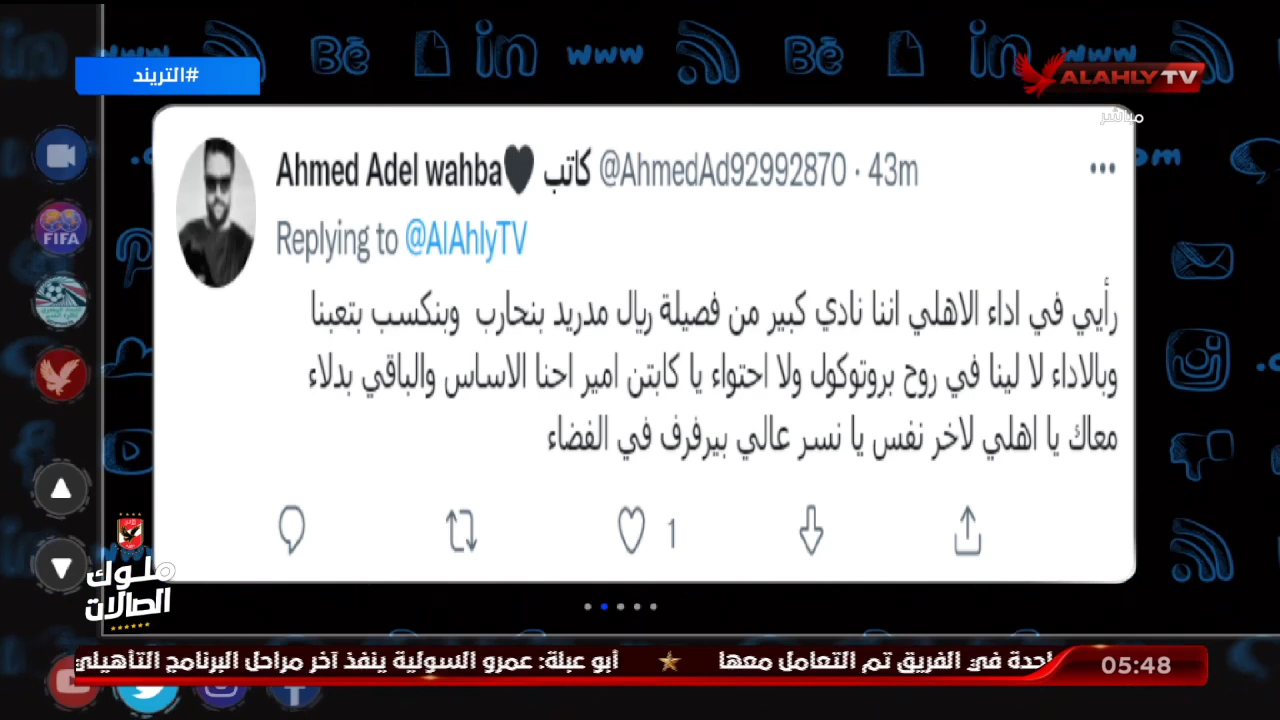 #التريند
ALAHLY TV
مباشر
Ahmed Adel wahba🖤 كاتب @AhmedAd92992870 · 43m
Replying to @AlAhlyTV
رأيي في اداء الاهلي اننا نادي كبير من فصيلة ريال مدريد بنحارب وبنكسب بتعبنا
وبالاداء لا لينا في روح بروتوكول ولا احتواء يا كابتن امير احنا الاساس والباقي بدلاء
معاك يا اهلي لاخر نفس يا نسر عالي بيرفرف في الفضاء
1
FIFA
ملوك
الصالات
احدة في الفريق تم التعامل معها ★ أبو عبلة: عمرو السولية ينفذ آخر مراحل البرنامج التأهيلي
05:48